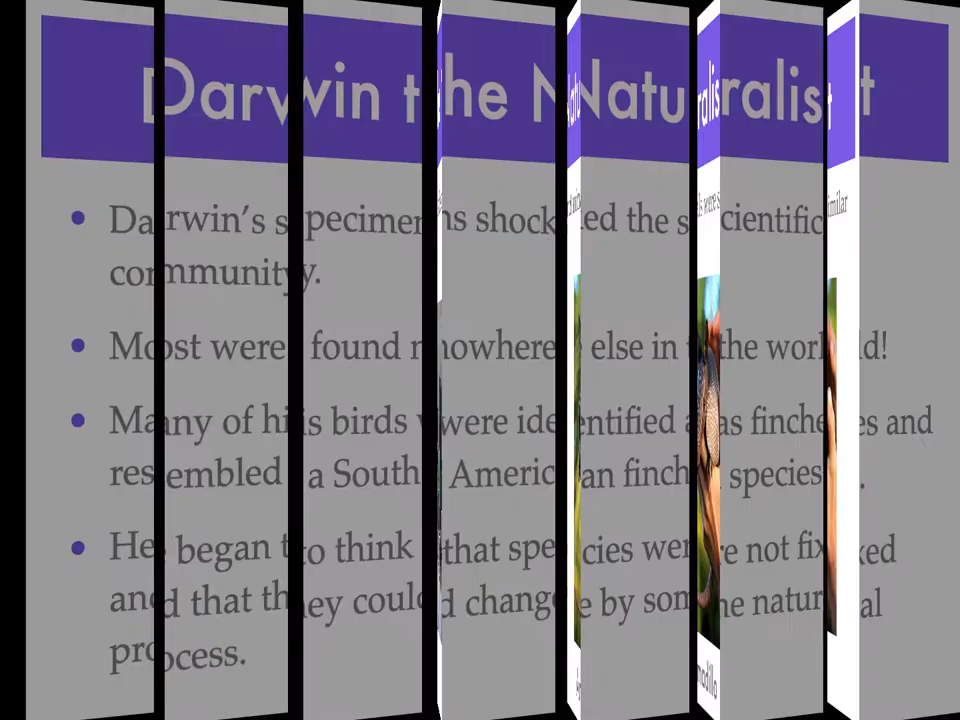 Darwin the Naturalist
• Darwin's specimens shocked the scientific
community.
• Most were found nowhere else in the world!
• Many of his birds were identified as finches and
resembled a South American finch species.
• He began to think that species were not fixed
and that they could change by some natural
process.